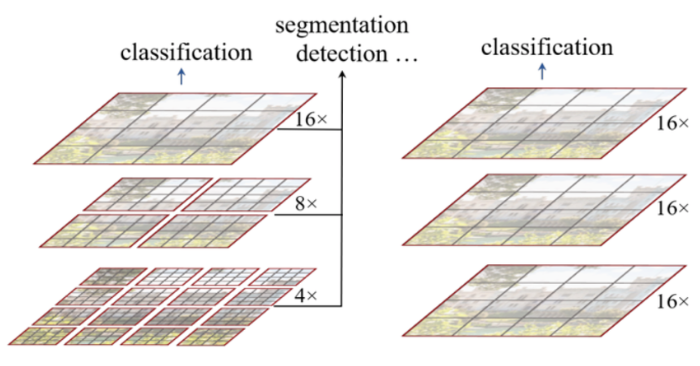 segmentation
detection …
classification
16×
8×
4×
classification
16×
16×
16×